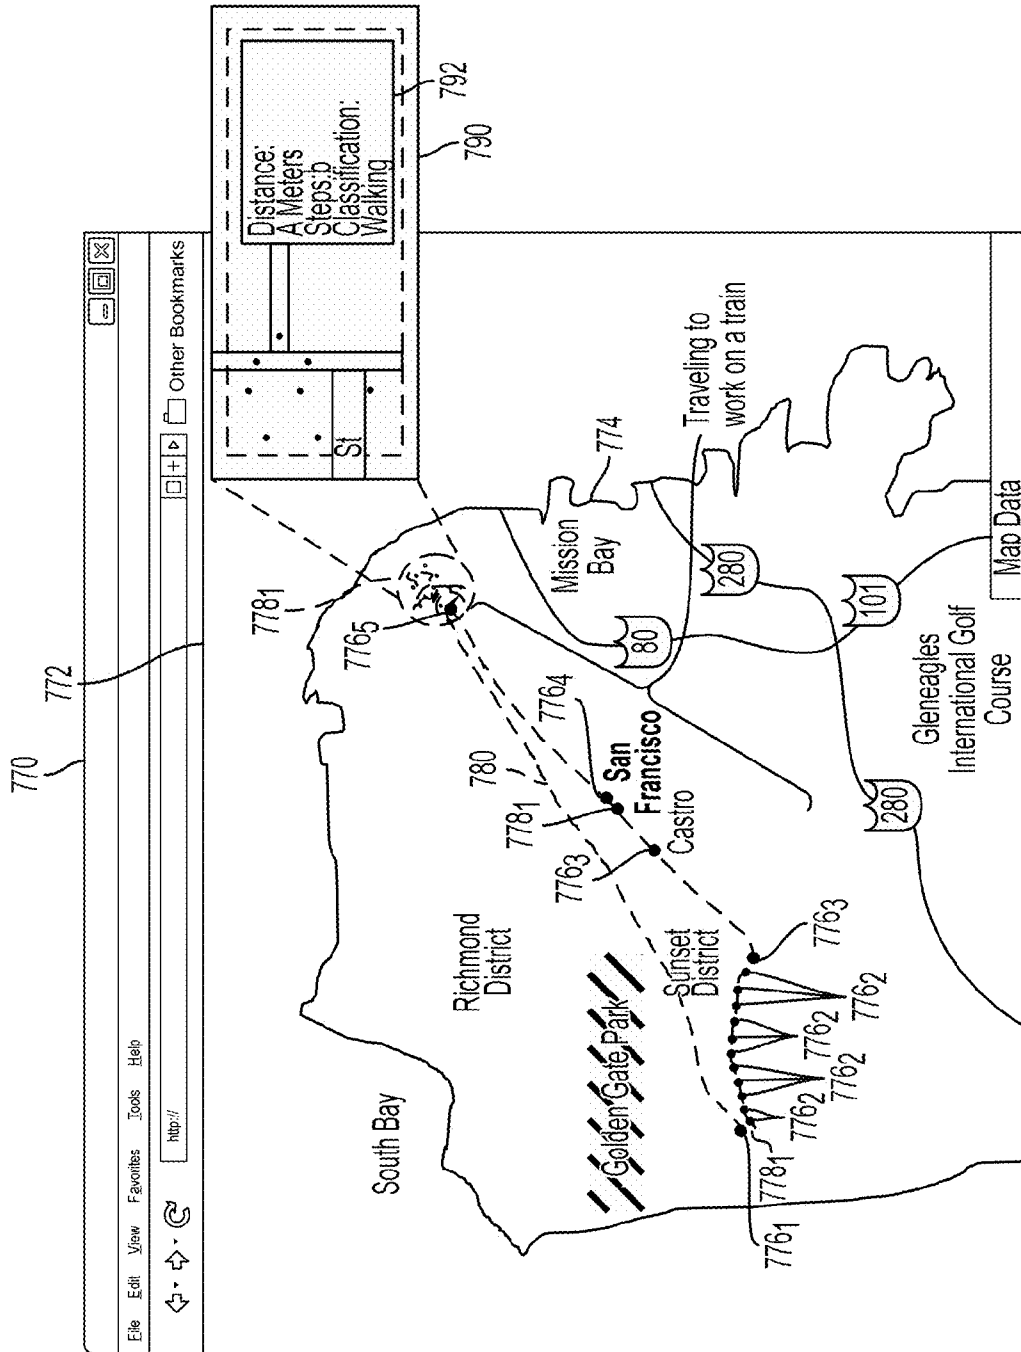 770
772
File Edit View Favorites Tools Help
http://
Other Bookmarks
Distance:
A Meters
Steps:b
Classification:
Walking
St
792
790
South Bay
Richmond
District
Golden Gate Park
Sunset
District
San
Francisco
Castro
Mission
Bay
774
Traveling to
work on a train
7781
7765
780
7764
7781
7763
7763
7762
7762
7762
7762
7781
7761
80
280
101
280
Gleneagles
International Golf
Course
Map Data